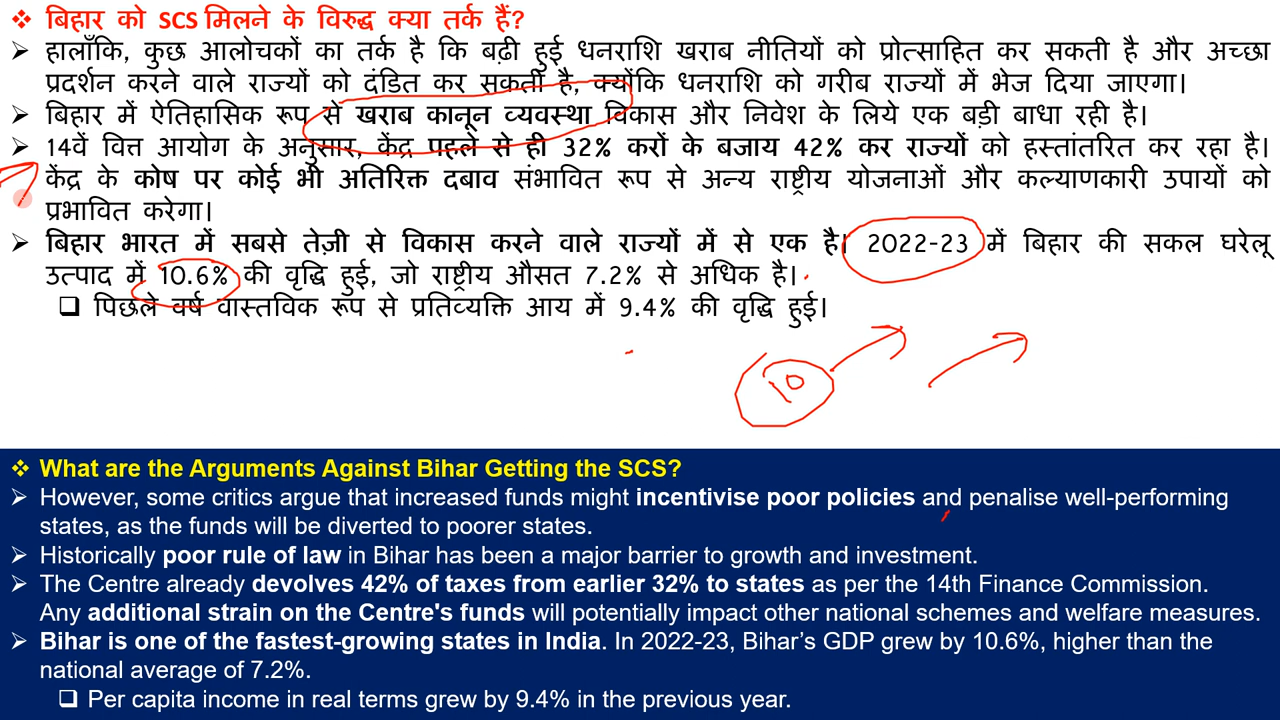 ❖ बिहार को SCS मिलने के विरुद्ध क्या तर्क हैं?
➢ हालाँकि, कुछ आलोचकों का तर्क है कि बढ़ी हुई धनराशि खराब नीतियों को प्रोत्साहित कर सकती है और अच्छा
प्रदर्शन करने वाले राज्यों को दंडित कर सकती है, क्योंकि धनराशि को गरीब राज्यों में भेज दिया जाएगा।
➢ बिहार में ऐतिहासिक रूप से खराब कानून व्यवस्था विकास और निवेश के लिये एक बड़ी बाधा रही है।
➢ 14वें वित्त आयोग के अनुसार, केंद्र पहले से ही 32% करों के बजाय 42% कर राज्यों को हस्तांतरित कर रहा है।
केंद्र के कोष पर कोई भी अतिरिक्त दबाव संभावित रूप से अन्य राष्ट्रीय योजनाओं और कल्याणकारी उपायों को
प्रभावित करेगा।
➢ बिहार भारत में सबसे तेज़ी से विकास करने वाले राज्यों में से एक है। 2022-23 में बिहार की सकल घरेलू
उत्पाद में 10.6% की वृद्धि हुई, जो राष्ट्रीय औसत 7.2% से अधिक है।
❑ पिछले वर्ष वास्तविक रूप से प्रतिव्यक्ति आय में 9.4% की वृद्धि हुई।
10
❖ What are the Arguments Against Bihar Getting the SCS?
➢ However, some critics argue that increased funds might incentivise poor policies and penalise well-performing
states, as the funds will be diverted to poorer states.
➢ Historically poor rule of law in Bihar has been a major barrier to growth and investment.
➢ The Centre already devolves 42% of taxes from earlier 32% to states as per the 14th Finance Commission.
Any additional strain on the Centre's funds will potentially impact other national schemes and welfare measures.
➢ Bihar is one of the fastest-growing states in India. In 2022-23, Bihar’s GDP grew by 10.6%, higher than the
national average of 7.2%.
❑ Per capita income in real terms grew by 9.4% in the previous year.